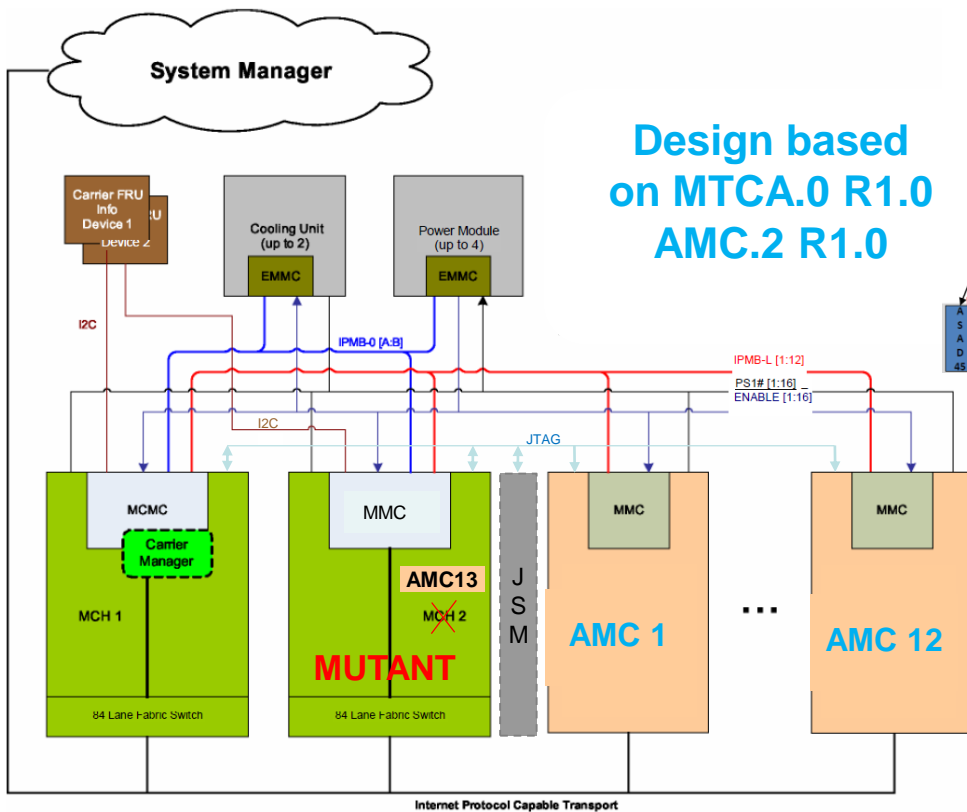 System Manager
Design based
on MTCA.0 R1.0
AMC.2 R1.0
Carrier FRU
Info
Device 1
RU
Device 2
Cooling Unit
(up to 2)
EMMC
Power Module
(up to 4)
EMMC
A
S
A
D
45
I2C
IPMB-0 [A:B]
IPMB-L [1:12]
PS1# [1:16]
ENABLE [1:16]
I2C
JTAG
MCMC
Carrier
Manager
MCH 1
84 Lane Fabric Switch
MMC
AMC13
MCH 2
MUTANT
84 Lane Fabric Switch
J
S
M
MMC
AMC 1
...
MMC
AMC 12
Internet Protocol Capable Transport